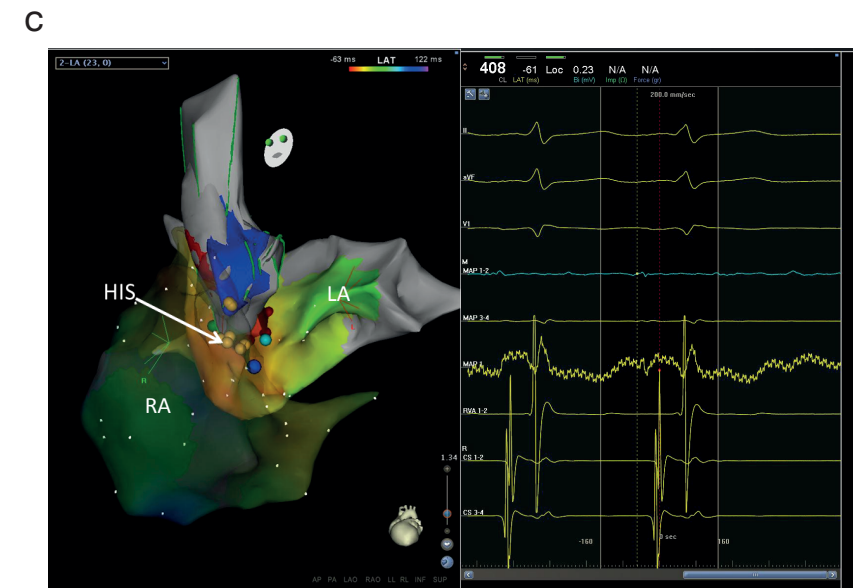 C
2-LA (23, 0)
-63 ms LAT 122 ms
HIS
LA
RA
R
1.34
AP PA LAO RAO LL RL INF SUP
408 -61 Loc 0.23 N/A N/A
CL LAT (ms) Bi (mV) Imp (Ω) Force (gr)
200.0 mm/sec
II
aVF
V1
M
MAP 1-2
MAP 3-4
MAP 1
RVA 1-2
R
CS 1-2
CS 3-4
-160 0 sec 160